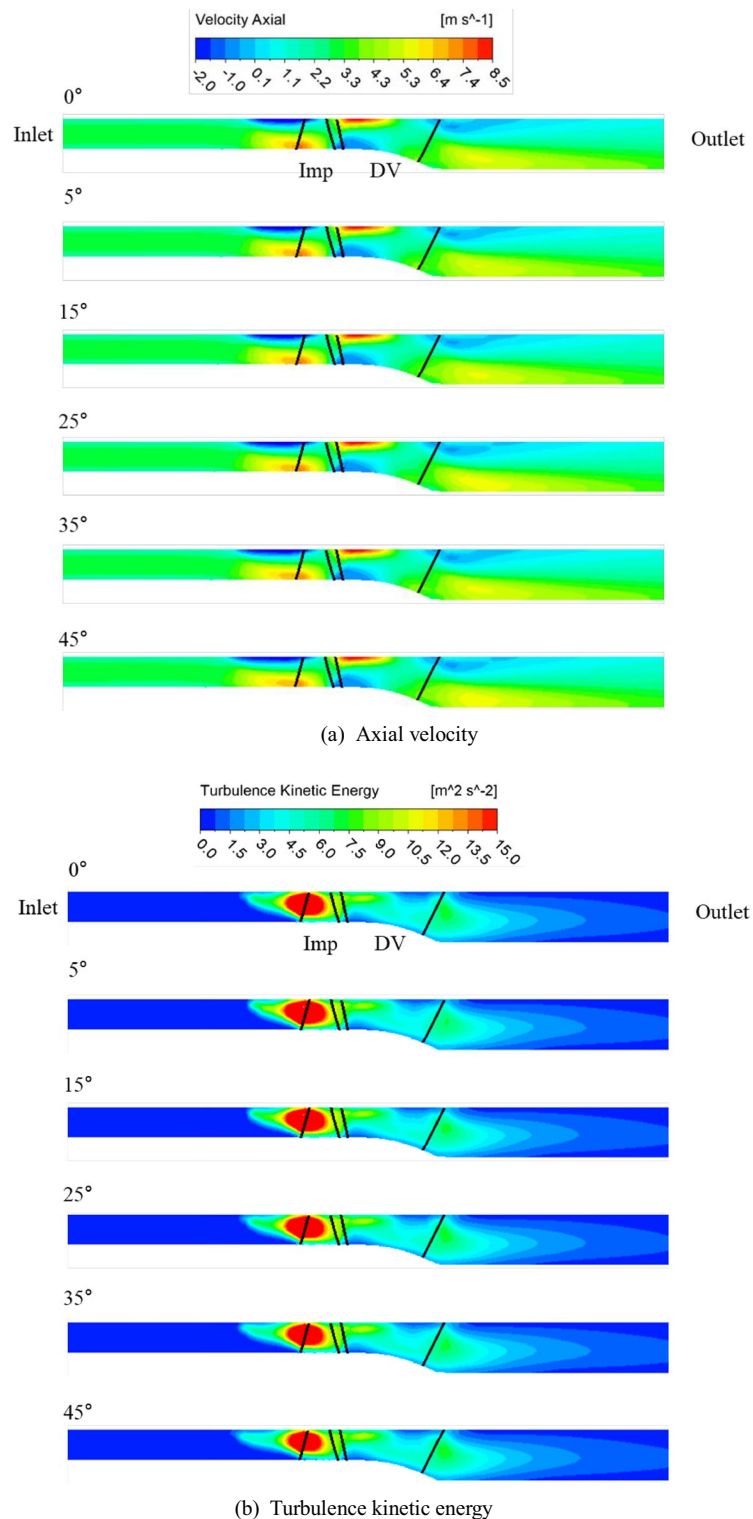 Velocity Axial [m s^-1]
-2.0 -1.0 0.1 1.1 2.2 3.3 4.3 5.3 6.4 7.4 8.5
0°
Inlet Outlet
Imp DV
5°
15°
25°
35°
45°
(a) Axial velocity
Turbulence Kinetic Energy [m^2 s^-2]
0.0 1.5 3.0 4.5 6.0 7.5 9.0 10.5 12.0 13.5 15.0
0°
Inlet Outlet
Imp DV
5°
15°
25°
35°
45°
(b) Turbulence kinetic energy